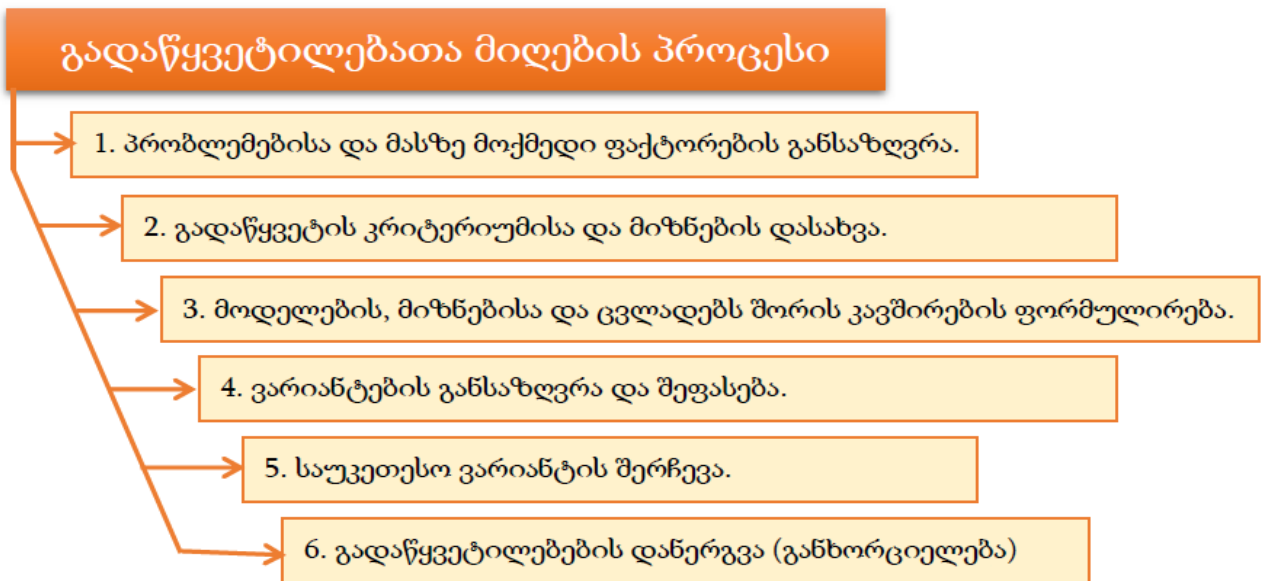 გადაწყვეტილებათა მიღების პროცესი
1. პრობლემებისა და მასზე მოქმედი ფაქტორების განსაზღვრა.
2. გადაწყვეტის კრიტერიუმისა და მიზნების დასახვა.
3. მოდელების, მიზნებისა და ცვლადებს შორის კავშირების ფორმულირება.
4. ვარიანტების განსაზღვრა და შეფასება.
5. საუკეთესო ვარიანტის შერჩევა.
6. გადაწყვეტილებების დანერგვა (განხორციელება)